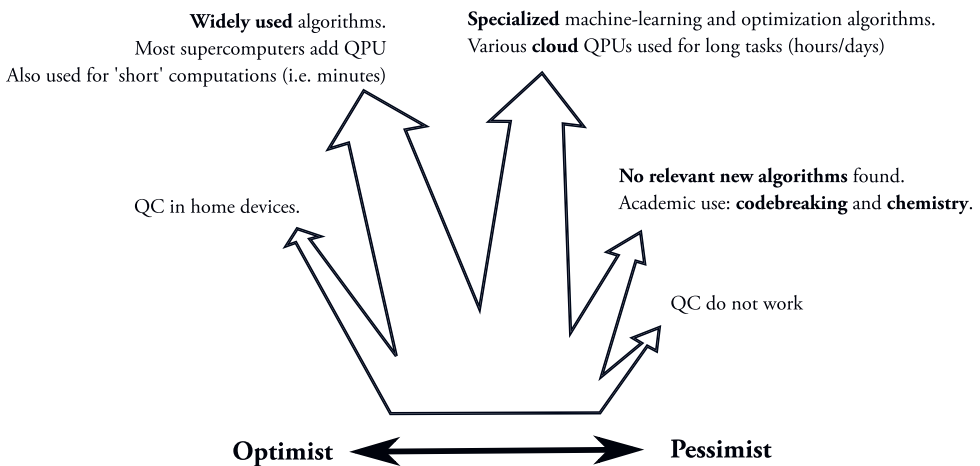 Widely used algorithms.
Most supercomputers add QPU
Also used for 'short' computations (i.e. minutes)
Specialized machine-learning and optimization algorithms.
Various cloud QPUs used for long tasks (hours/days)
No relevant new algorithms found.
Academic use: codebreaking and chemistry.
QC in home devices.
QC do not work
Optimist
Pessimist